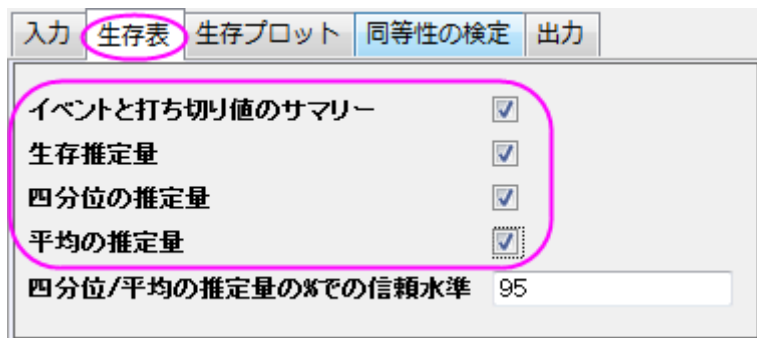 入力 生存表 生存プロット 同等性の検定 出力
イベントと打ち切り値のサマリー
生存推定量
四分位の推定量
平均の推定量
四分位/平均の推定量の%での信頼水準 95